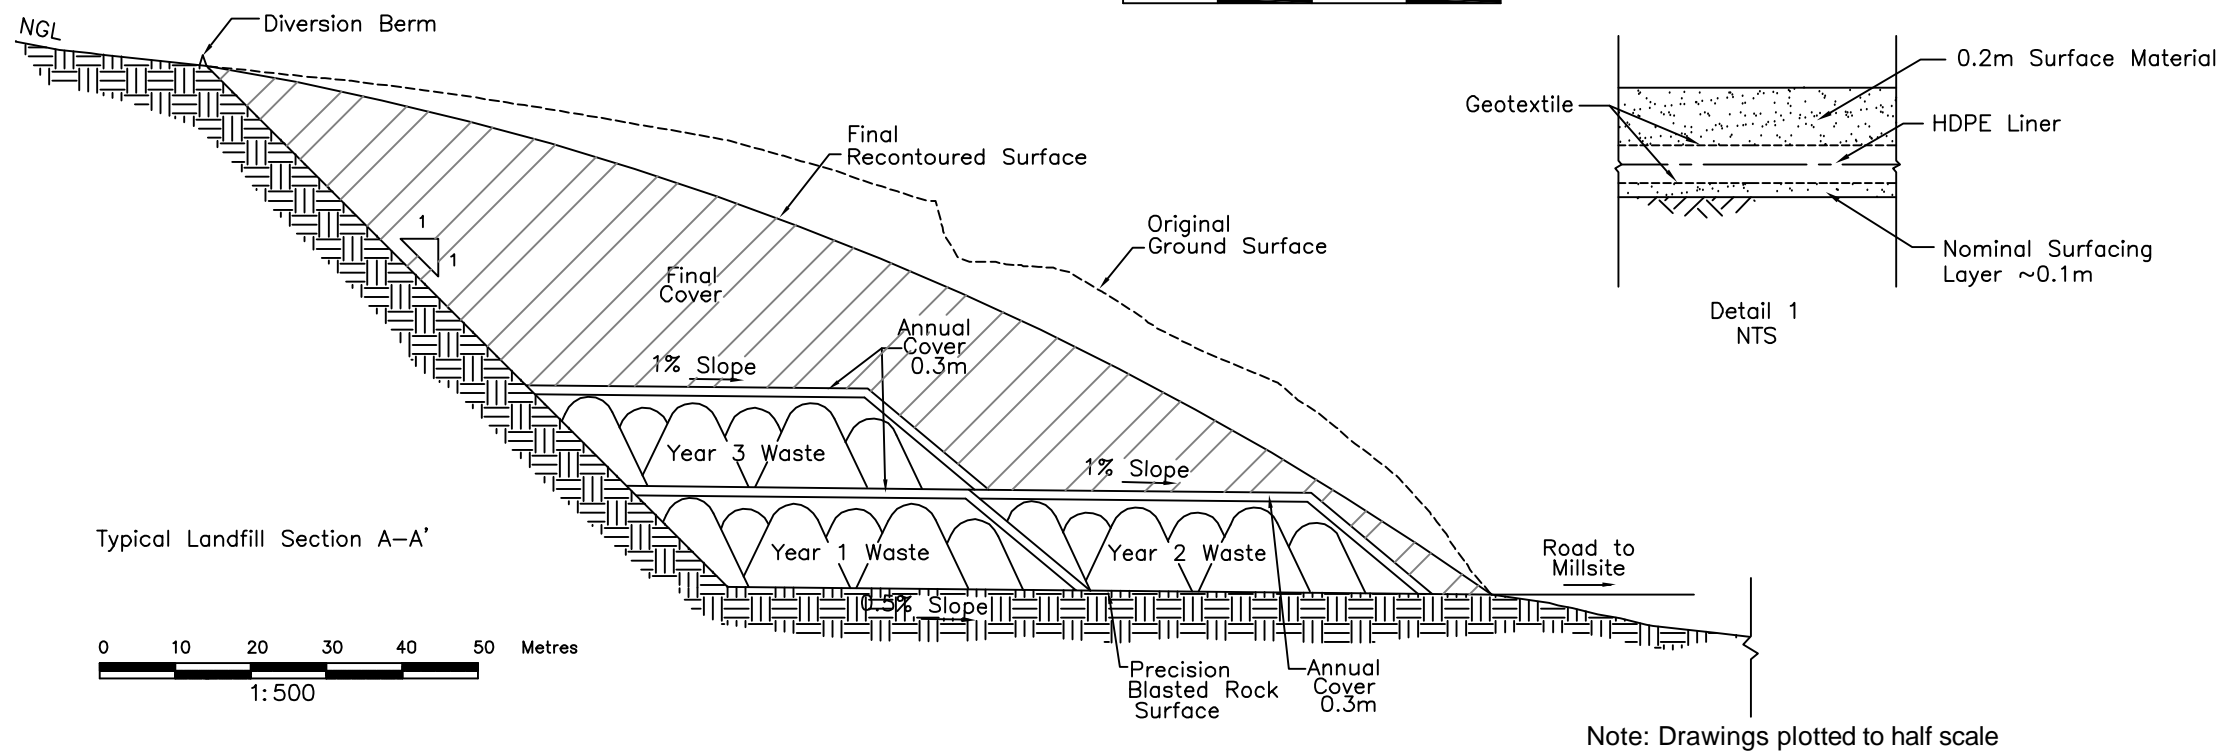 NGL
Diversion Berm
Final
Recontoured Surface
Original
Ground Surface
Final
Cover
1
1
Annual
Cover
0.3m
1% Slope
Year 3 Waste
1% Slope
Year 1 Waste
Year 2 Waste
0.5% Slope
Road to
Millsite
Precision
Blasted Rock
Surface
Annual
Cover
0.3m
Typical Landfill Section A-A'
0 10 20 30 40 50 Metres
1:500
Geotextile
0.2m Surface Material
HDPE Liner
Nominal Surfacing
Layer ~0.1m
Detail 1
NTS
Note: Drawings plotted to half scale